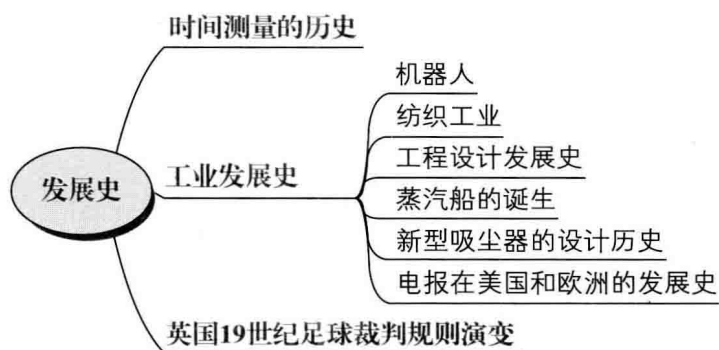 时间测量的历史
机器人
纺织工业
工程设计发展史
发展史
工业发展史
蒸汽船的诞生
新型吸尘器的设计历史
电报在美国和欧洲的发展史
英国19世纪足球裁判规则演变